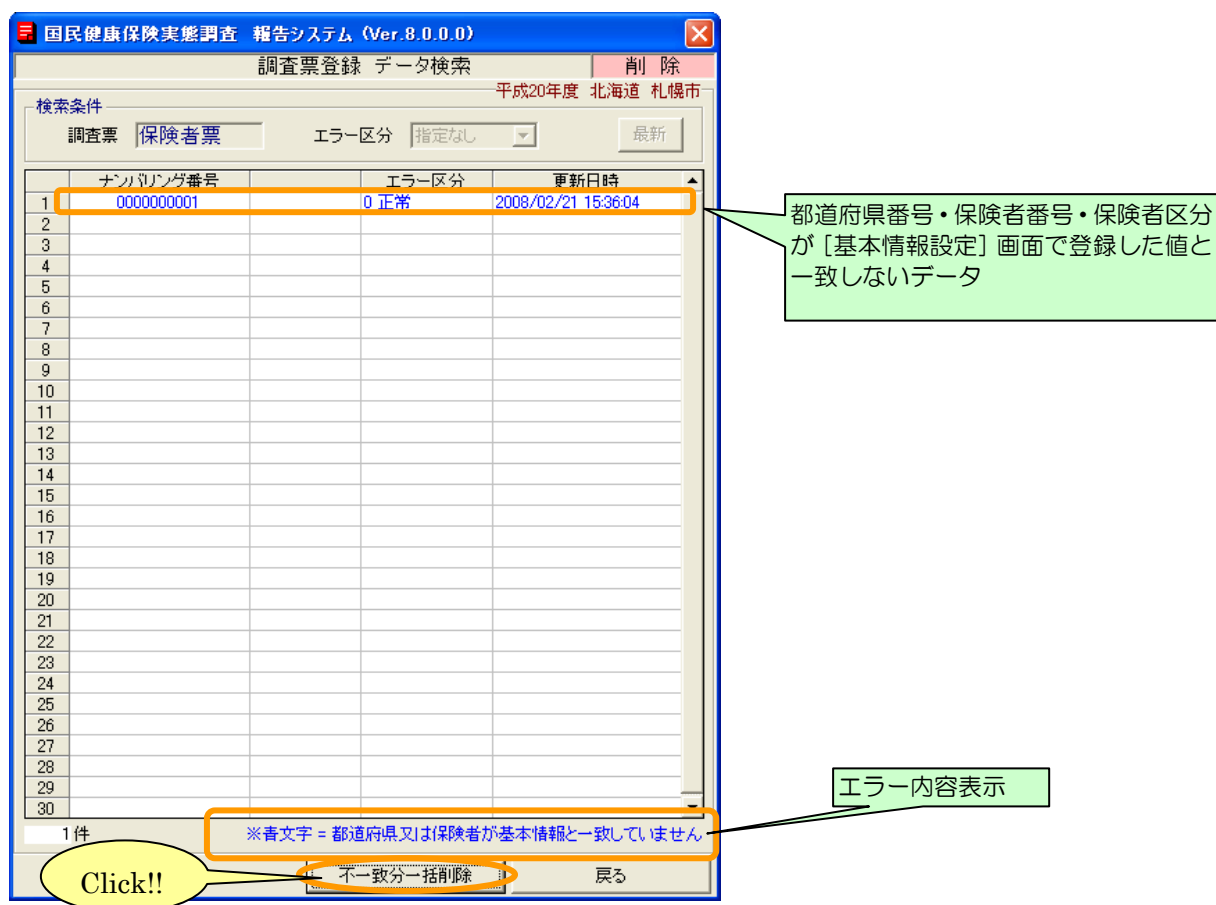 国民健康保険実態調査 報告システム (Ver.8.0.0.0)
調査票登録 データ検索
削 除
平成20年度 北海道 札幌市
検索条件
調査票 保険者票 エラー区分 指定なし 最新
ナンバリング番号 エラー区分 更新日時
1 0000000001 0 正常 2008/02/21 15:36:04
2
3
4
5
6
7
8
9
10
11
12
13
14
15
16
17
18
19
20
21
22
23
24
25
26
27
28
29
30
都道府県番号・保険者番号・保険者区分
が[基本情報設定]画面で登録した値と
一致しないデータ
エラー内容表示
1件 ※青文字 = 都道府県又は保険者が基本情報と一致していません
Click!!
不一致分一括削除
戻る